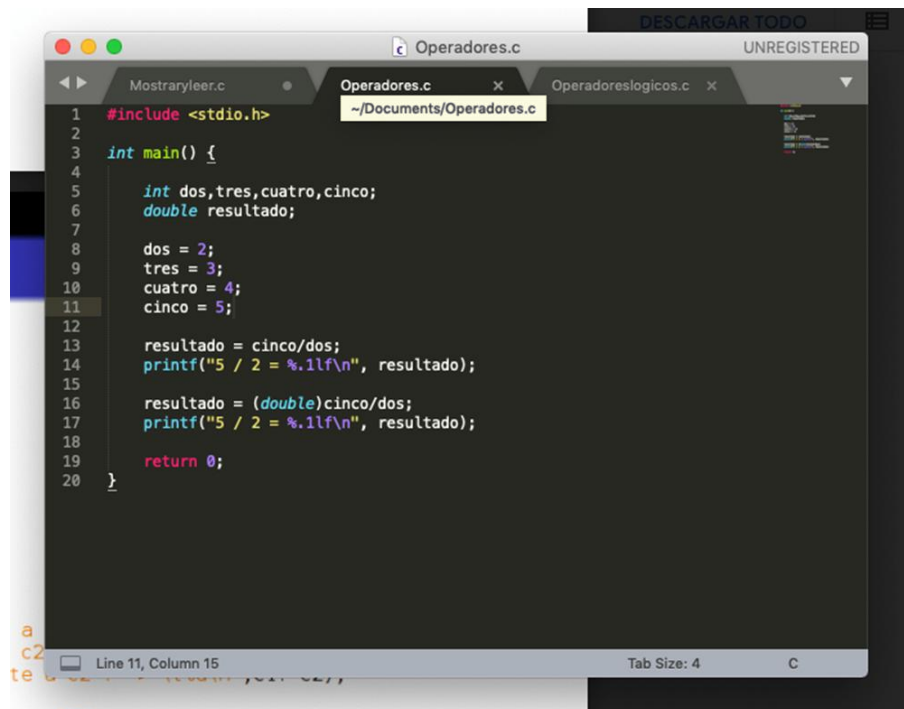 DESCARGAR TODO
Operadores.c
UNREGISTERED
Mostraryleer.c
Operadores.c
Operadoreslogicos.c
~/Documents/Operadores.c
1 #include <stdio.h>
2
3 int main() {
4
5 int dos,tres,cuatro,cinco;
6 double resultado;
7
8 dos = 2;
9 tres = 3;
10 cuatro = 4;
11 cinco = 5;
12
13 resultado = cinco/dos;
14 printf("5 / 2 = %.1lf\n", resultado);
15
16 resultado = (double)cinco/dos;
17 printf("5 / 2 = %.1lf\n", resultado);
18
19 return 0;
20 }
a
c2
te
Line 11, Column 15
Tab Size: 4
C